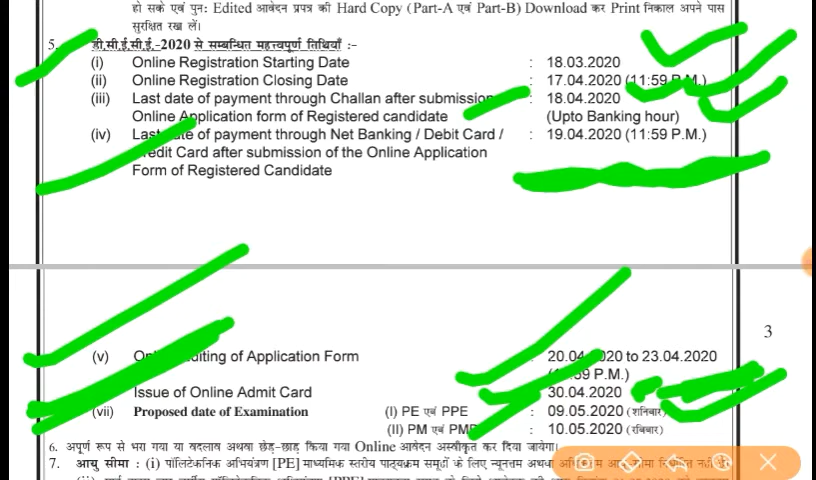 हो सके एवं पुनः Edited आवेदन प्रपत्र की Hard Copy (Part-A एवं Part-B) Download कर Print निकाल अपने पास
सुरक्षित रख लें।
5. डी.सी.ई.सी.ई.-2020 से सम्बन्धित महत्त्वपूर्ण तिथियाँ :-
(i) Online Registration Starting Date : 18.03.2020
(ii) Online Registration Closing Date : 17.04.2020 (11:59 P.M.)
(iii) Last date of payment through Challan after submission : 18.04.2020
Online Application form of Registered candidate (Upto Banking hour)
(iv) Last date of payment through Net Banking / Debit Card / : 19.04.2020 (11:59 P.M.)
Credit Card after submission of the Online Application
Form of Registered Candidate
3
(v) Editing of Application Form : 20.04.2020 to 23.04.2020
59 P.M.)
Issue of Online Admit Card 30.04.2020
(vii) Proposed date of Examination (I) PE एवं PPE : 09.05.2020 (शनिवार)
(II) PM एवं : 10.05.2020 (रविवार)
6. अपूर्ण रूप से भरा गया या बदलाव अथवा छेड़-छाड़ किया गया Online आवेदन अस्वीकृत कर दिया जायेगा।
7. आयु सीमा : (i) पॉलिटेकनिक अभियंत्रण [PE] माध्यमिक स्तरीय पाठ्यक्रम समूहों के लिए न्यूनतम अथवा